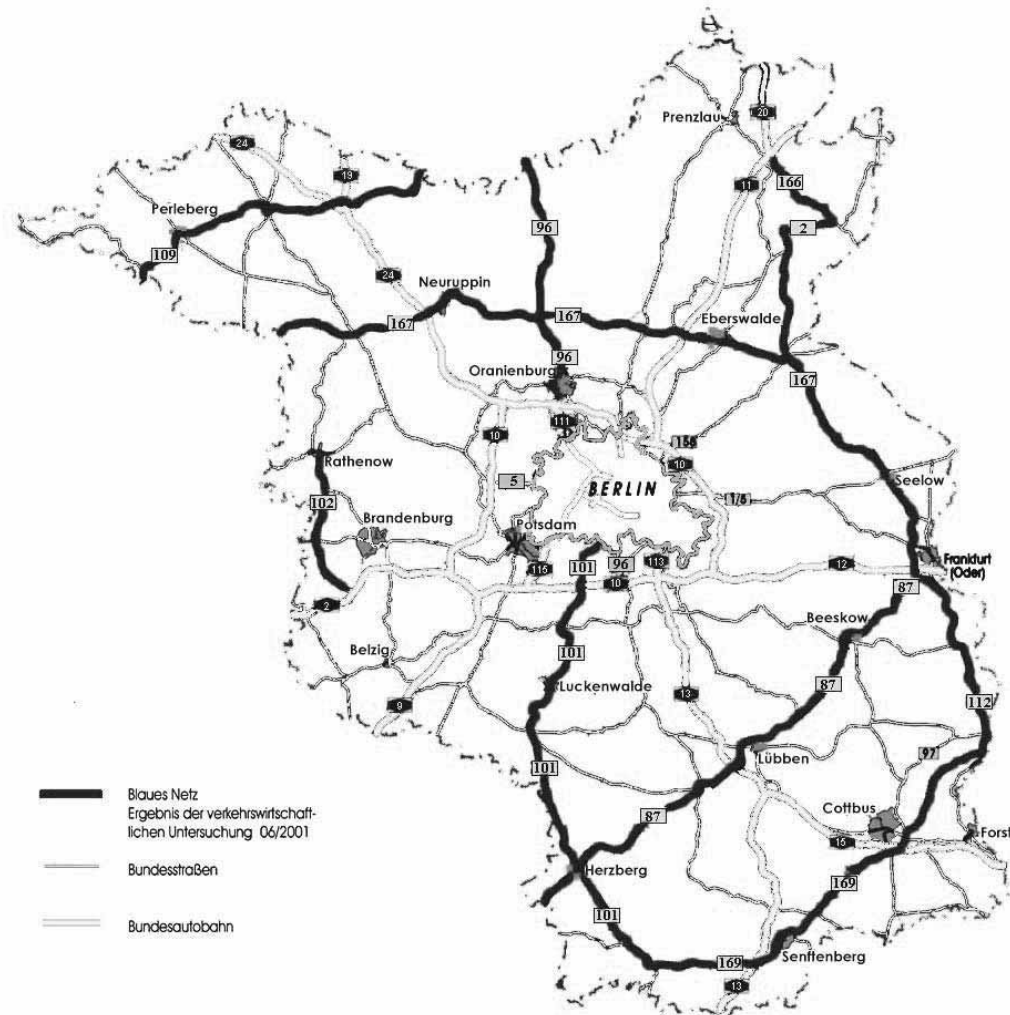 20
Prenzlau
24
19
11
166
Perleberg
96
2
109
24
Neuruppin
167
167
Eberswalde
96
Oranienburg
167
111
10
158
10
Rathenow
5
BERLIN
1/5
Seelow
102
Brandenburg
Potsdam
115
101
96
113
12
Frankfurt
(Oder)
2
10
87
Beeskow
Belzig
101
87
9
Luckenwalde
13
112
101
Lübben
97
Blaues Netz
Ergebnis der verkehrswirtschaft-
lichen Untersuchung 06/2001
87
Cottbus
15
Forst
Bundesstraßen
Herzberg
169
101
Bundesautobahn
Senftenberg
169
13